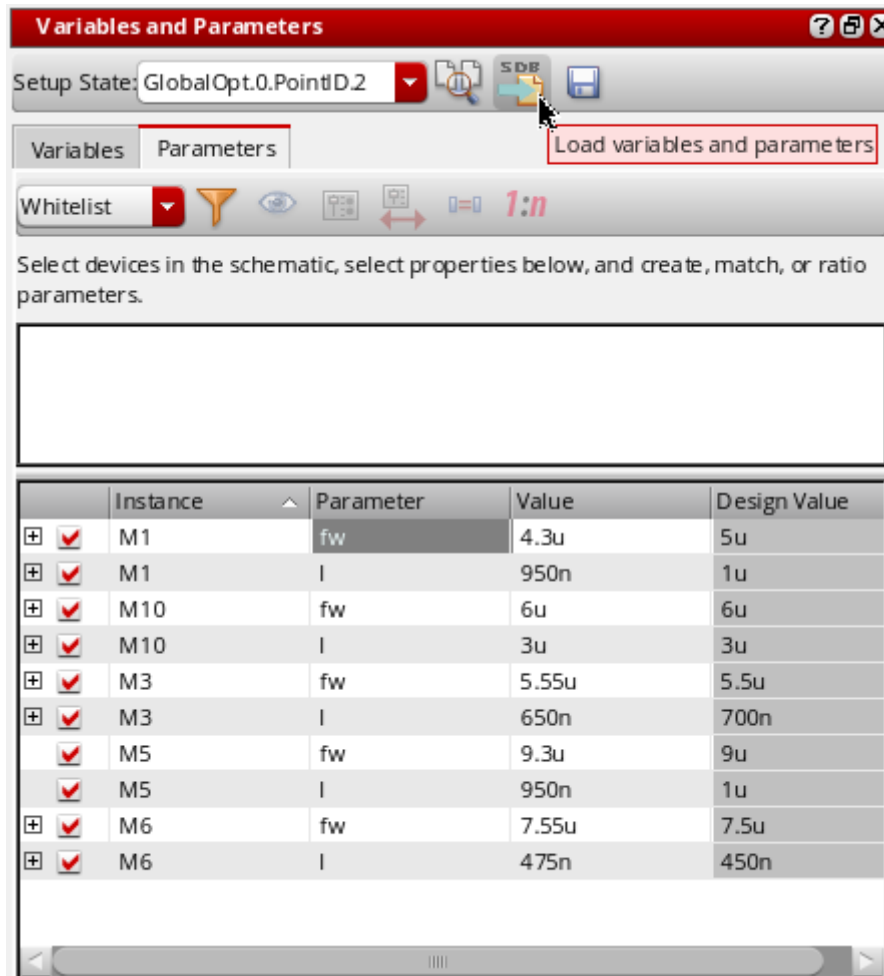 Variables and Parameters
Setup State: GlobalOpt.0.PointID.2
SDB
Variables Parameters
Load variables and parameters
Whitelist 1:n
Select devices in the schematic, select properties below, and create, match, or ratio
parameters.
Instance Parameter Value Design Value
M1 fw 4.3u 5u
M1 l 950n 1u
M10 fw 6u 6u
M10 l 3u 3u
M3 fw 5.55u 5.5u
M3 l 650n 700n
M5 fw 9.3u 9u
M5 l 950n 1u
M6 fw 7.55u 7.5u
M6 l 475n 450n